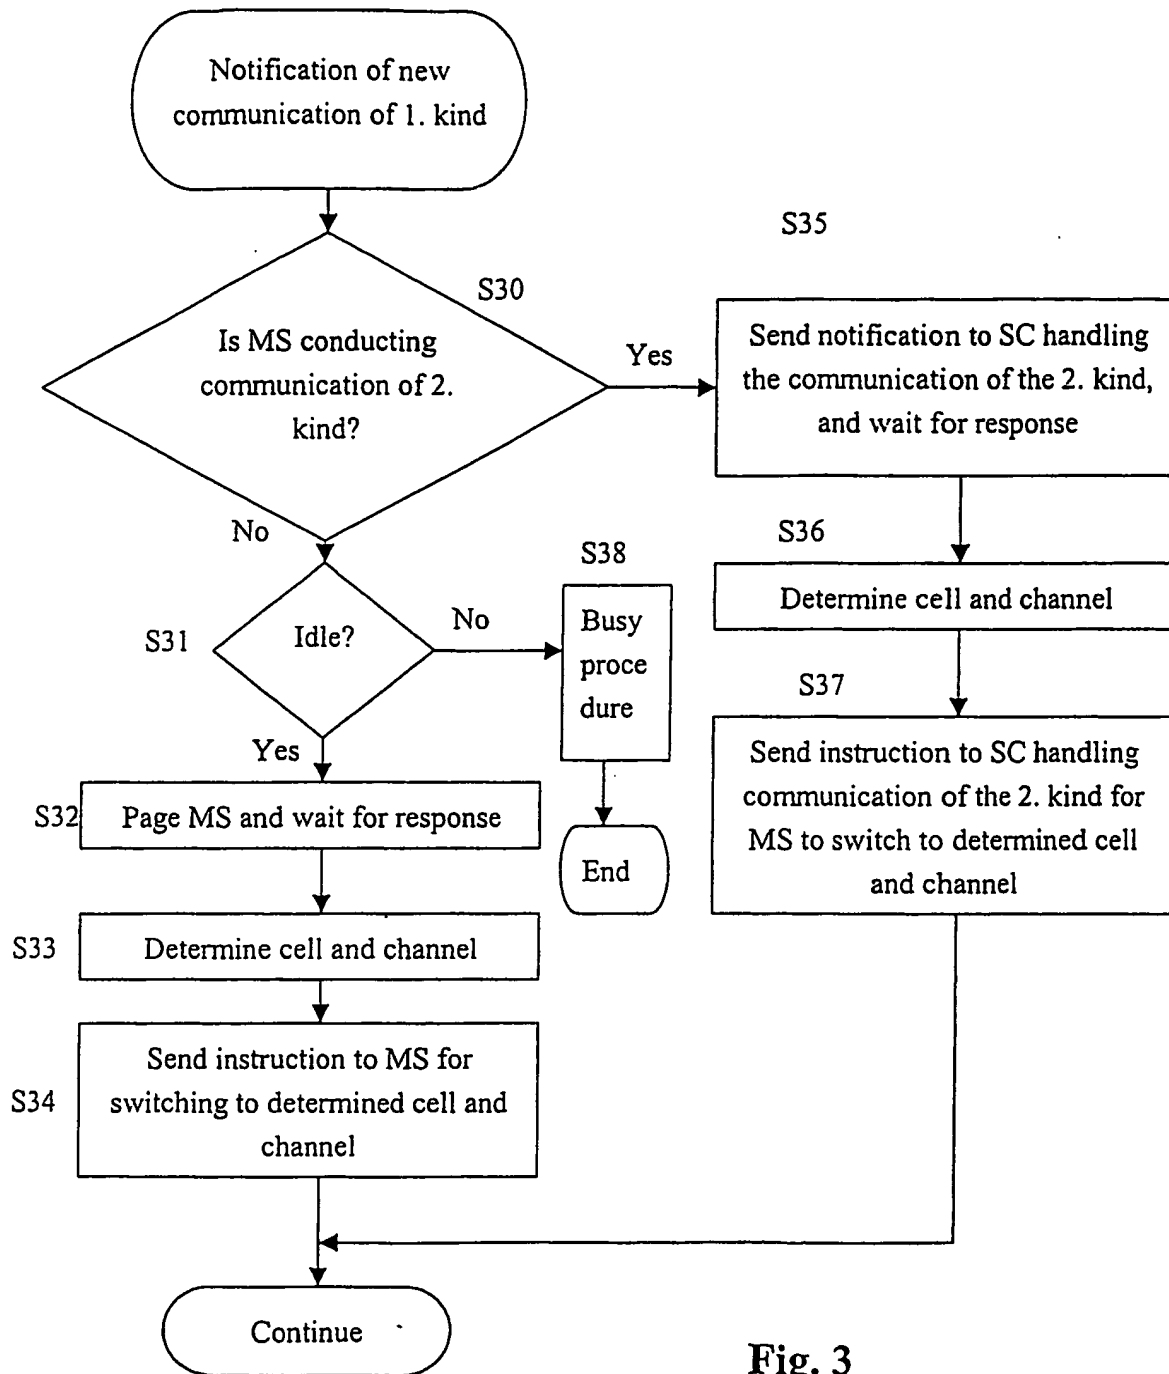 Notification of new
communication of 1. kind
S30
Is MS conducting
communication of 2.
kind?
Yes
S35
Send notification to SC handling
the communication of the 2. kind,
and wait for response
No
S36
Determine cell and channel
S31
Idle?
No
S38
Busy
proce
dure
End
S37
Send instruction to SC handling
communication of the 2. kind for
MS to switch to determined cell
and channel
Yes
S32
Page MS and wait for response
S33
Determine cell and channel
S34
Send instruction to MS for
switching to determined cell and
channel
Continue
Fig. 3